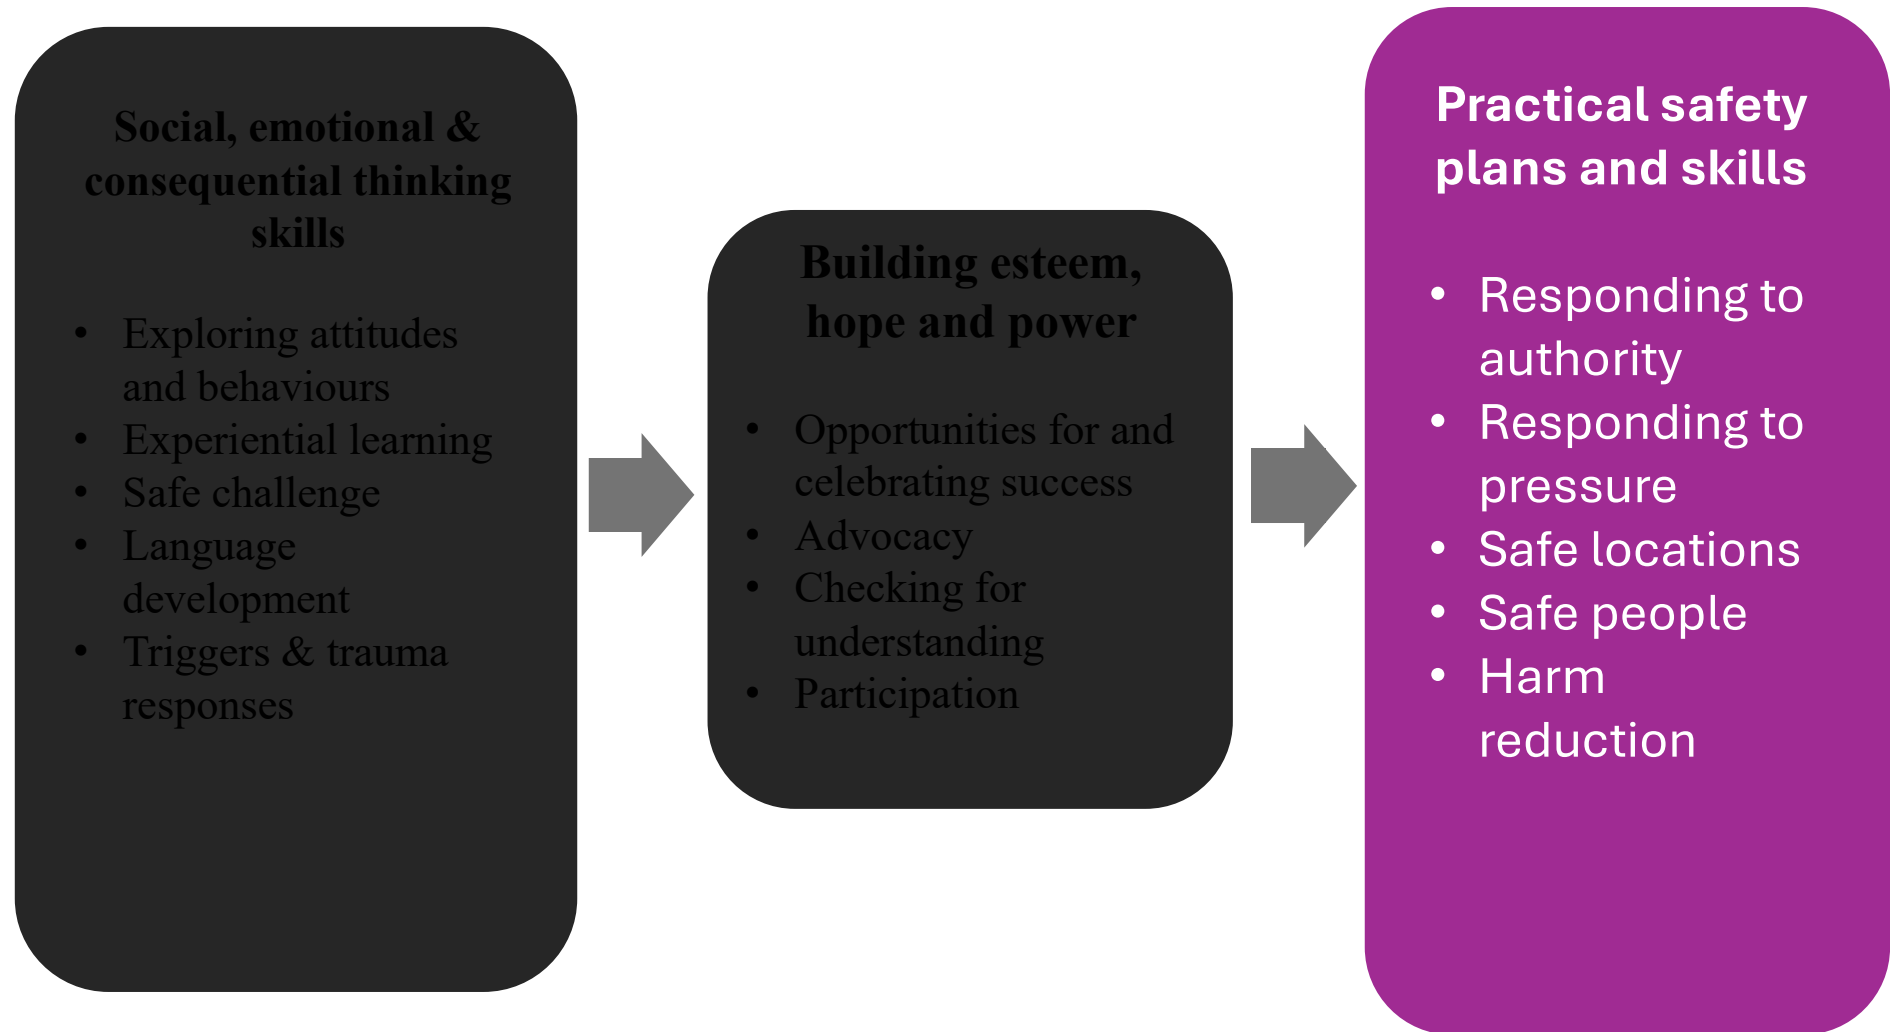 Social, emotional &
consequential thinking
skills
• Exploring attitudes
and behaviours
• Experiential learning
• Safe challenge
• Language
development
• Triggers & trauma
responses
Building esteem,
hope and power
• Opportunities for and
celebrating success
• Advocacy
• Checking for
understanding
• Participation
Practical safety
plans and skills
• Responding to
authority
• Responding to
pressure
• Safe locations
• Safe people
• Harm
reduction